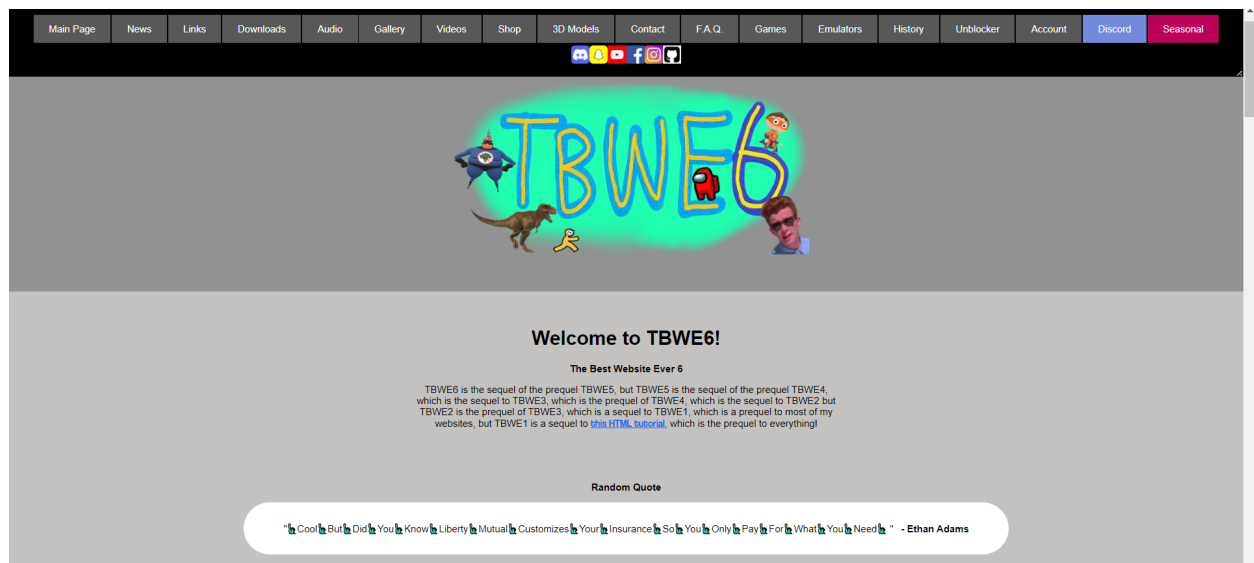 Main Page News Links Downloads Audio Gallery Videos Shop 3D Models Contact F.A.Q. Games Emulators History Unblocker Account Discord Seasonal
TBWE6
Welcome to TBWE6!
The Best Website Ever 6
TBWE6 is the sequel of the prequel TBWE5, but TBWE5 is the sequel of the prequel TBWE4,
which is the sequel to TBWE3, which is the prequel of TBWE4, which is the sequel to TBWE2 but
TBWE2 is the prequel of TBWE3, which is a sequel to TBWE1, which is a prequel to most of my
websites, but TBWE1 is a sequel to this HTML tutorial, which is the prequel to everything!
Random Quote
"🗽Cool🗽But🗽Did🗽You🗽Know🗽Liberty🗽Mutual🗽Customizes🗽Your🗽Insurance🗽So🗽You🗽Only🗽Pay🗽For🗽What🗽You🗽Need🗽 " - Ethan Adams